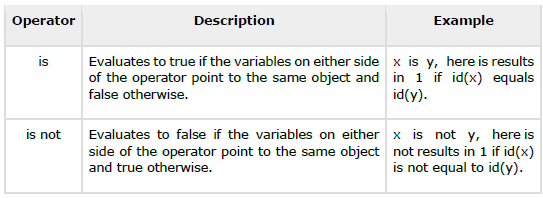 Operator Description Example
is Evaluates to true if the variables on either side of the operator point to the same object and false otherwise. x is y, here is results in 1 if id(x) equals id(y).
is not Evaluates to false if the variables on either side of the operator point to the same object and true otherwise. x is not y, here is not results in 1 if id(x) is not equal to id(y).